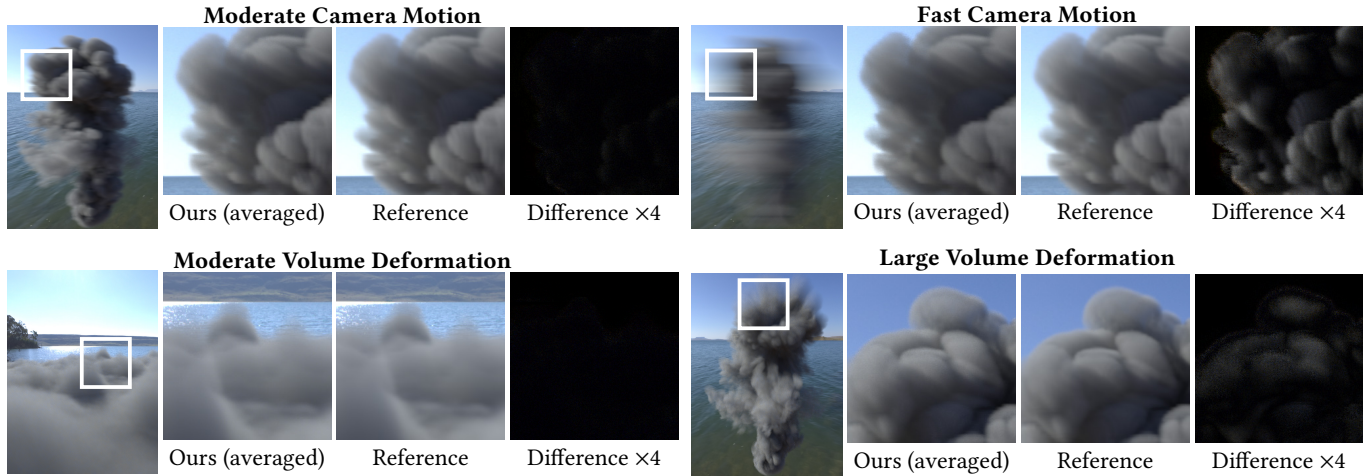 Moderate Camera Motion
Fast Camera Motion
Ours (averaged)
Reference
Difference ×4
Ours (averaged)
Reference
Difference ×4
Moderate Volume Deformation
Large Volume Deformation
Ours (averaged)
Reference
Difference ×4
Ours (averaged)
Reference
Difference ×4